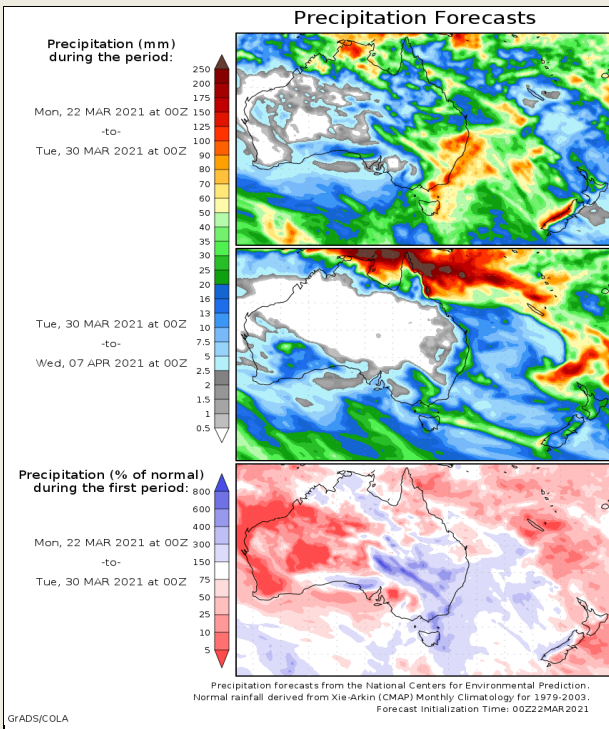 Precipitation Forecasts
Precipitation (mm)
during the period:
250
200
175
150
125
100
90
80
70
60
50
40
35
30
25
20
16
13
10
7.5
5
2.5
2
1.5
1
0.5
Mon, 22 MAR 2021 at 00Z
-to-
Tue, 30 MAR 2021 at 00Z
Tue, 30 MAR 2021 at 00Z
-to-
Wed, 07 APR 2021 at 00Z
Precipitation (% of normal)
during the first period:
800
600
400
300
150
75
50
25
10
5
Mon, 22 MAR 2021 at 00Z
-to-
Tue, 30 MAR 2021 at 00Z
Precipitation forecasts from the National Centers for Environmental Prediction.
Normal rainfall derived from Xie-Arkin (CMAP) Monthly Climatology for 1979-2003.
Forecast Initialization Time: 00Z22MAR2021
GrADS/COLA